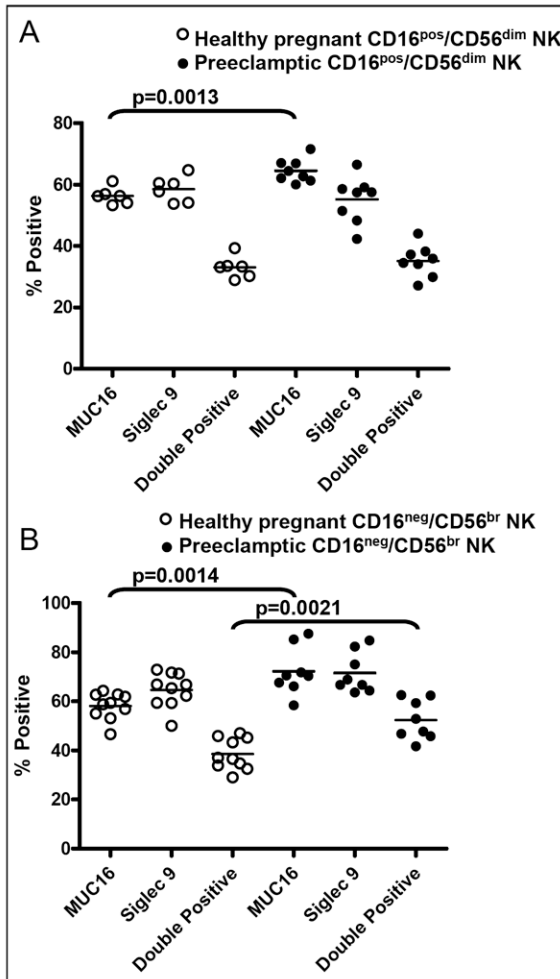 A
○ Healthy pregnant CD16pos/CD56dim NK
● Preeclamptic CD16pos/CD56dim NK
p=0.0013
80
60
40
20
0
% Positive
MUC16
Siglec 9
Double Positive
MUC16
Siglec 9
Double Positive
B
○ Healthy pregnant CD16neg/CD56br NK
● Preeclamptic CD16neg/CD56br NK
p=0.0014
p=0.0021
100
80
60
40
20
0
% Positive
MUC16
Siglec 9
Double Positive
MUC16
Siglec 9
Double Positive